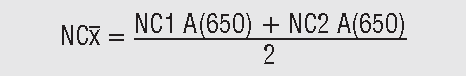 NCx̅ = NC1 A(650) + NC2 A(650)
2